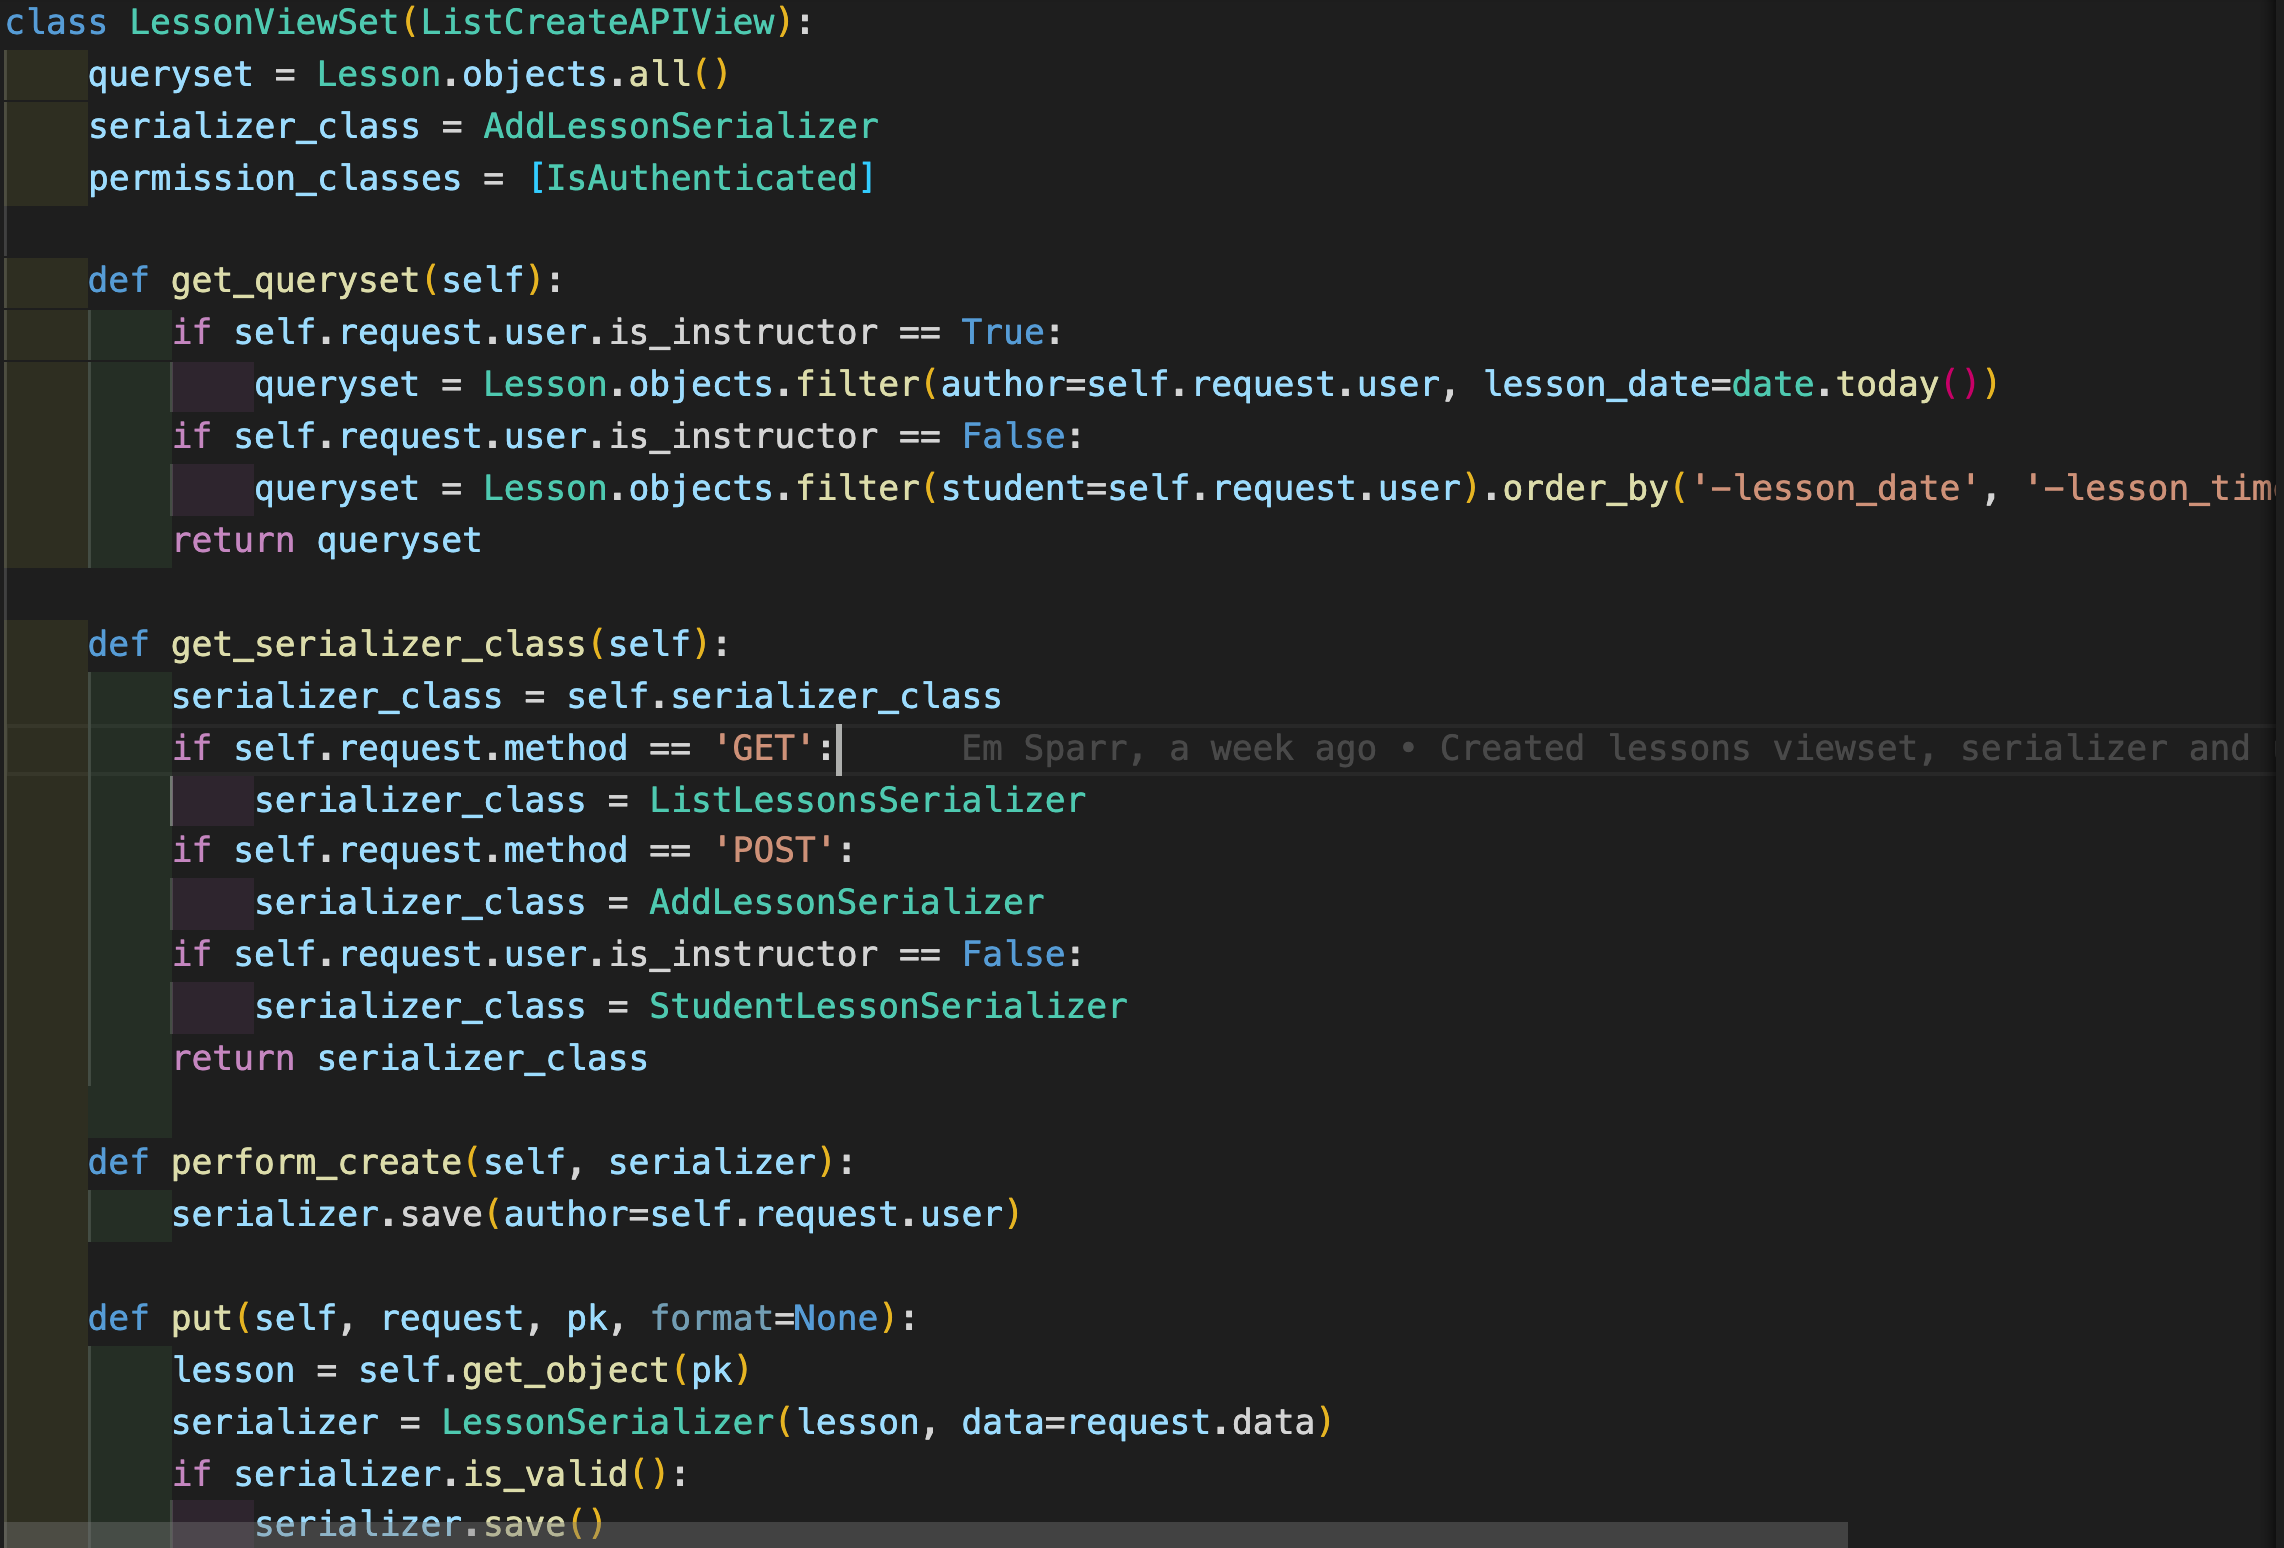 class LessonViewSet(ListCreateAPIView):
    queryset = Lesson.objects.all()
    serializer_class = AddLessonSerializer
    permission_classes = [IsAuthenticated]

    def get_queryset(self):
        if self.request.user.is_instructor == True:
            queryset = Lesson.objects.filter(author=self.request.user, lesson_date=date.today())
        if self.request.user.is_instructor == False:
            queryset = Lesson.objects.filter(student=self.request.user).order_by('-lesson_date', '-lesson_tim
        return queryset

    def get_serializer_class(self):
        serializer_class = self.serializer_class
        if self.request.method == 'GET': Em Sparr, a week ago • Created lessons viewset, serializer and
            serializer_class = ListLessonsSerializer
        if self.request.method == 'POST':
            serializer_class = AddLessonSerializer
        if self.request.user.is_instructor == False:
            serializer_class = StudentLessonSerializer
        return serializer_class

    def perform_create(self, serializer):
        serializer.save(author=self.request.user)

    def put(self, request, pk, format=None):
        lesson = self.get_object(pk)
        serializer = LessonSerializer(lesson, data=request.data)
        if serializer.is_valid():
            serializer.save()